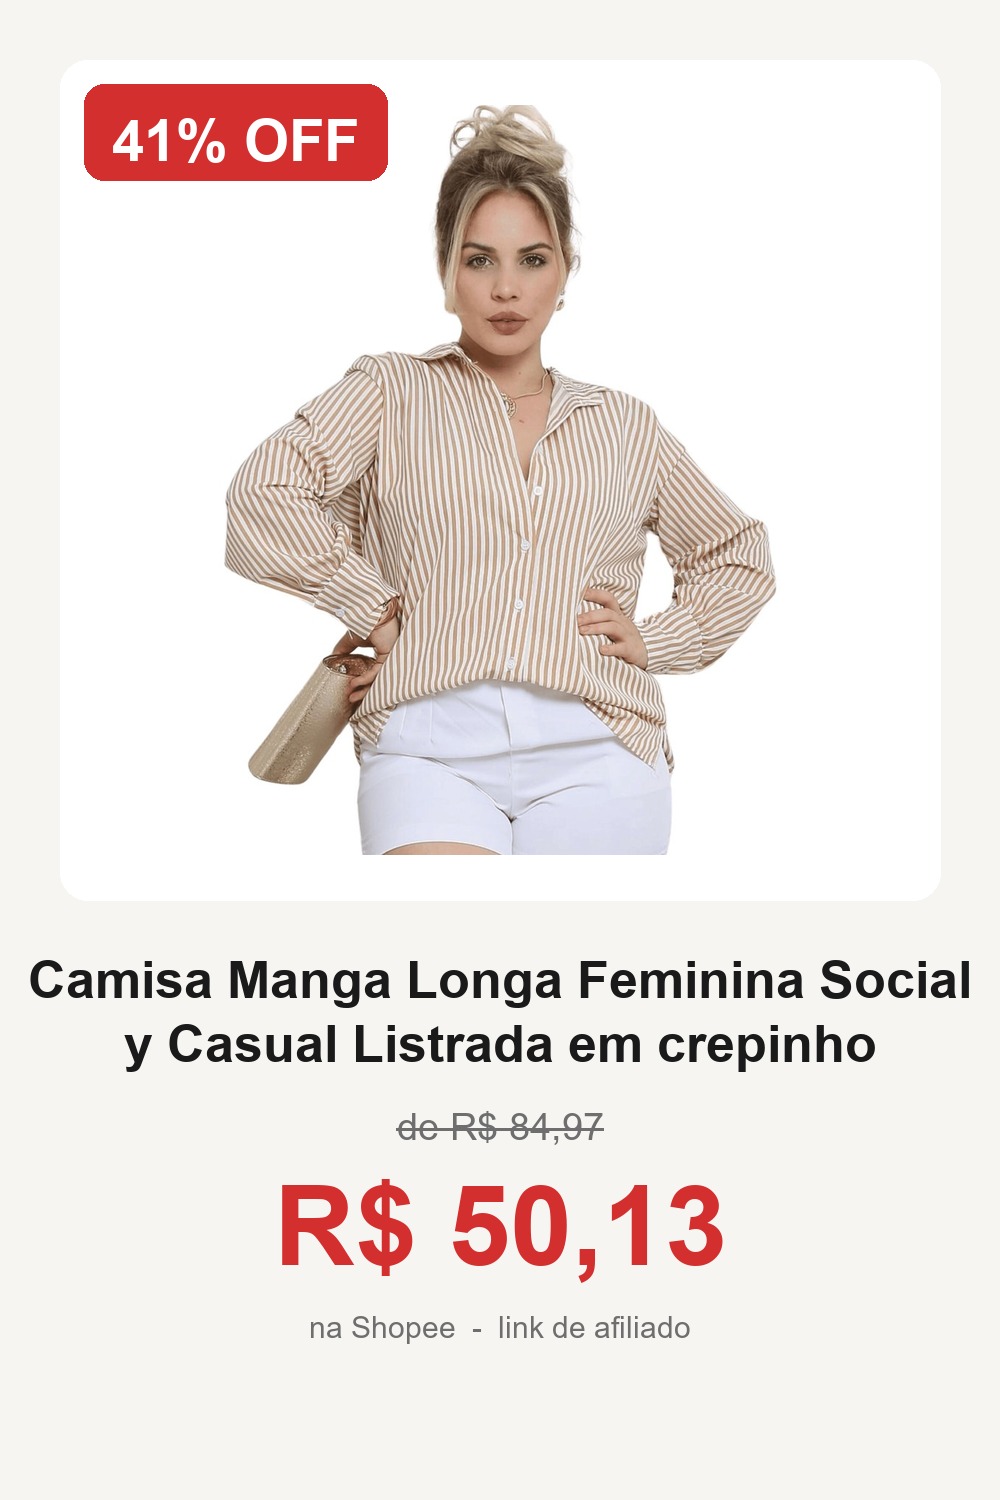 41% OFF
Camisa Manga Longa Feminina Social
y Casual Listrada em crepinho
de R$ 84,97
R$ 50,13
na Shopee - link de afiliado